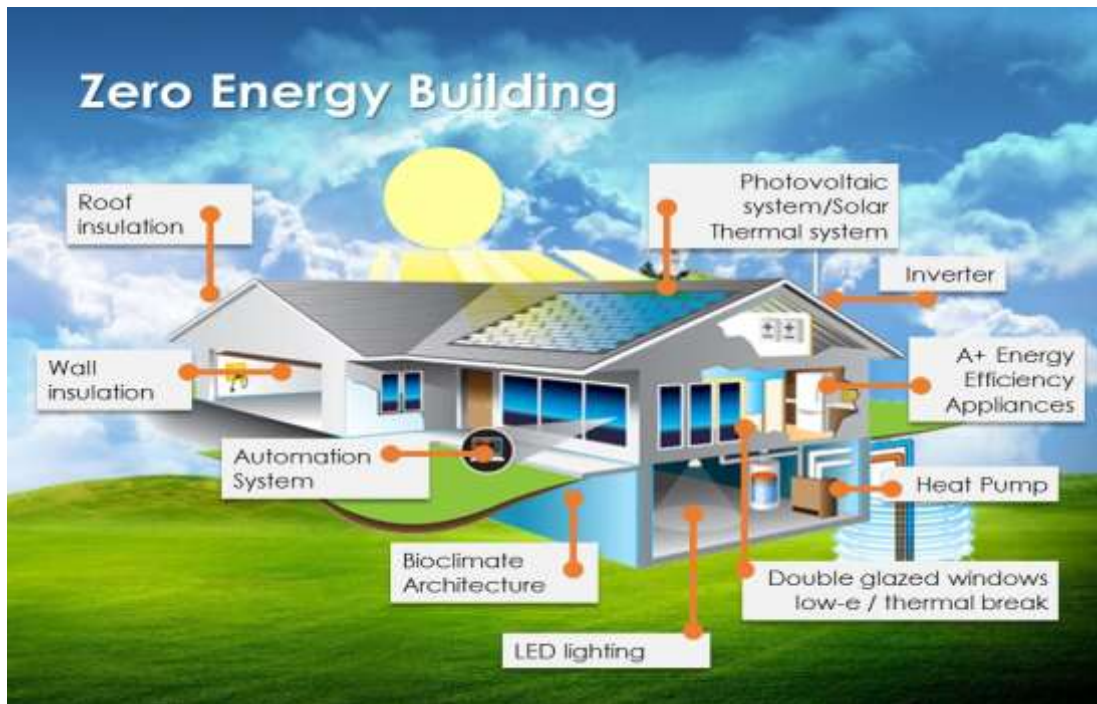 Zero Energy Building
Roof
insulation
Photovoltaic
system/Solar
Thermal system
Inverter
Wall
insulation
A+ Energy
Efficiency
Appliances
Automation
System
Heat Pump
Bioclimate
Architecture
Double glazed windows
low-e / thermal break
LED lighting